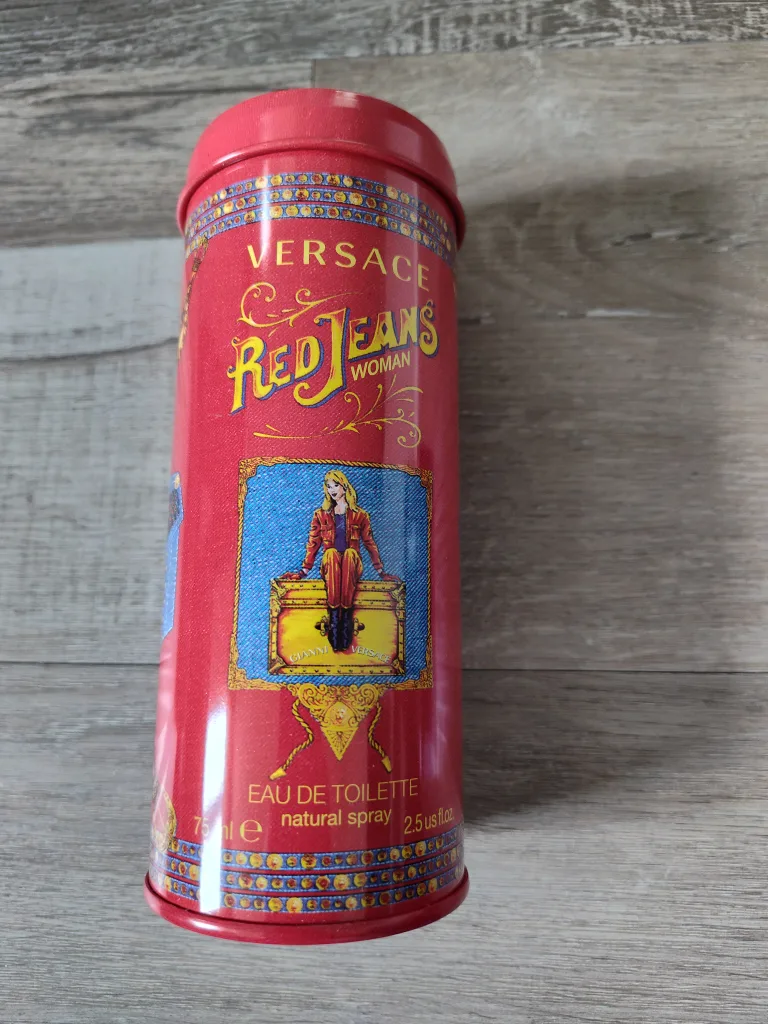 VERSACE
RED JEANS
WOMAN
GIANNI VERSACE
EAU DE TOILETTE
natural spray
75 ml e 2.5 us fl.oz.